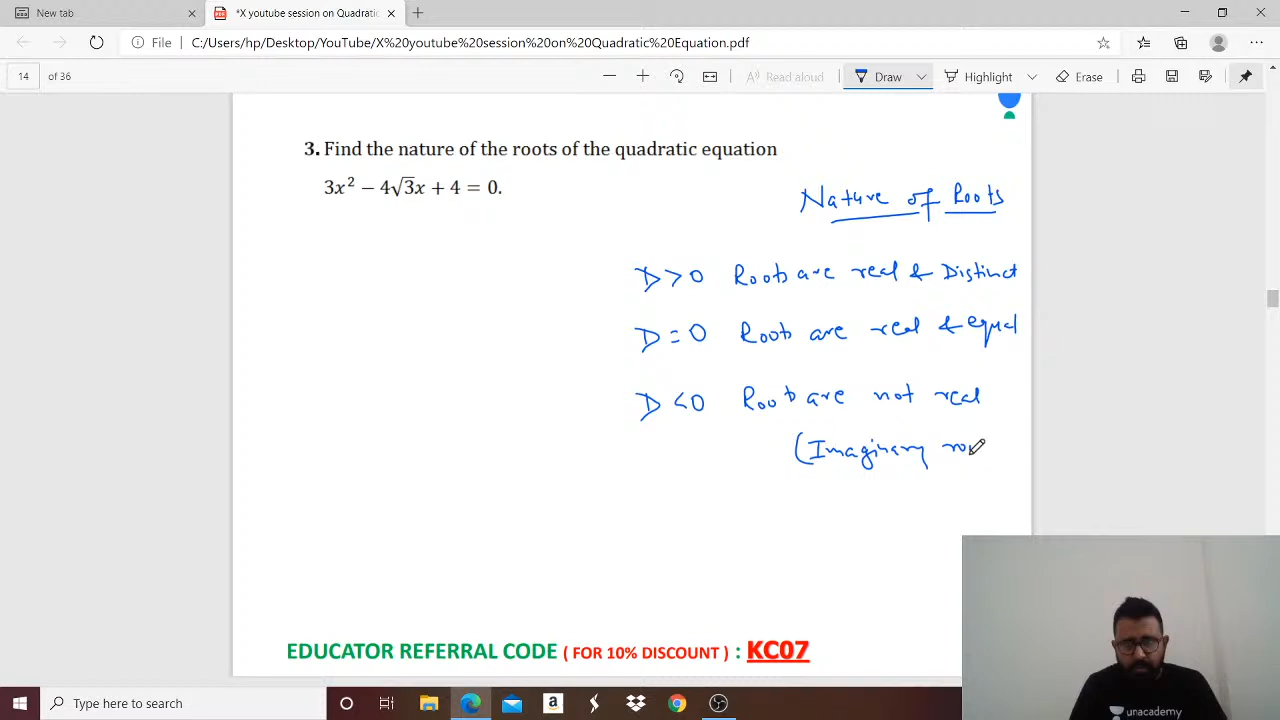 New tab
*X youtube session on Quadratic
File
C:/Users/hp/Desktop/YouTube/X%20youtube%20session%20on%20Quadratic%20Equation.pdf
14 of 36
Read aloud
Draw
Highlight
Erase
3. Find the nature of the roots of the quadratic equation
3x² − 4√3x + 4 = 0.
Nature of Roots
D > 0 Roots are real & Distinct
D = 0 Roots are real & equal
D < 0 Root are not real
(Imaginary ro
EDUCATOR REFERRAL CODE ( FOR 10% DISCOUNT ) : KC07
unacademy
Type here to search